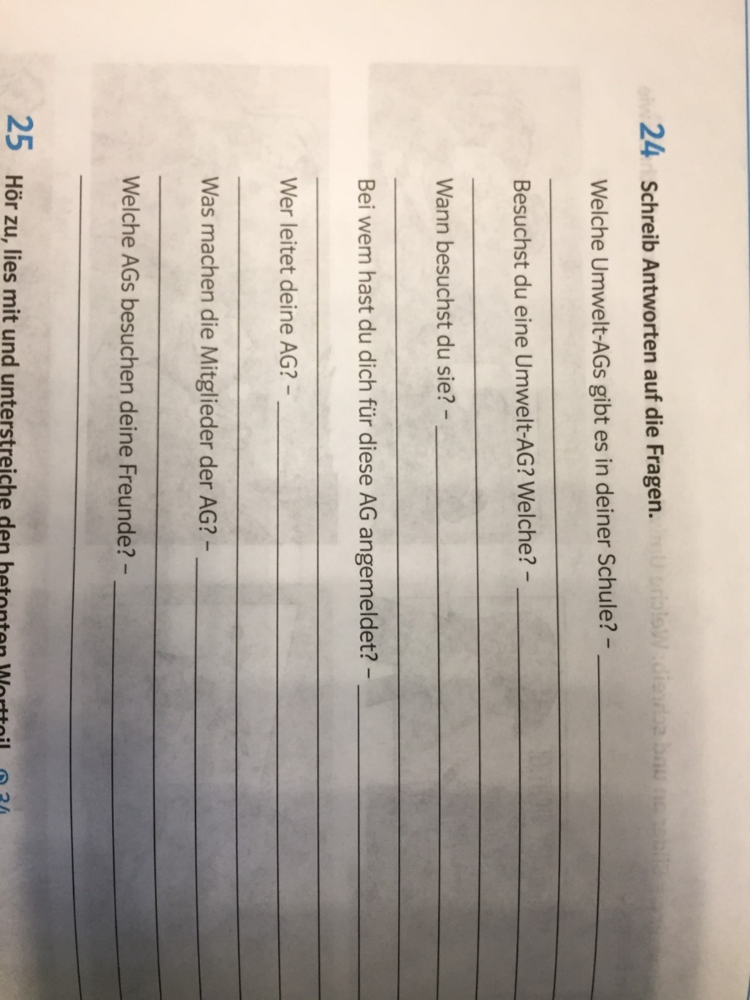 24 Schreib Antworten auf die Fragen.
Welche Umwelt-AGs gibt es in deiner Schule? –
Besuchst du eine Umwelt-AG? Welche? –
Wann besuchst du sie? –
Bei wem hast du dich für diese AG angemeldet? –
Wer leitet deine AG? –
Was machen die Mitglieder der AG? –
Welche AGs besuchen deine Freunde? –
25 Hör zu, lies mit und unterstreiche den betonten Wortteil. 34